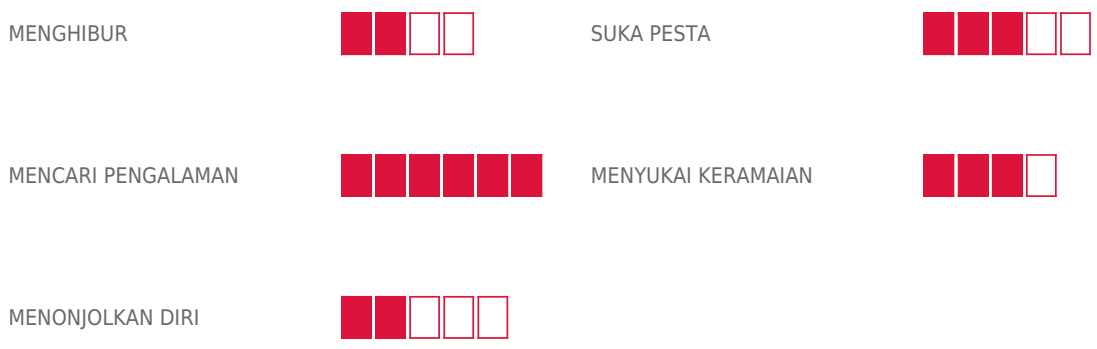 MENGHIBUR
SUKA PESTA
MENCARI PENGALAMAN
MENYUKAI KERAMAIAN
MENONJOLKAN DIRI